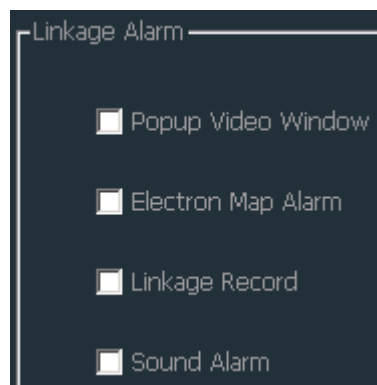 Linkage Alarm
Popup Video Window
Electron Map Alarm
Linkage Record
Sound Alarm